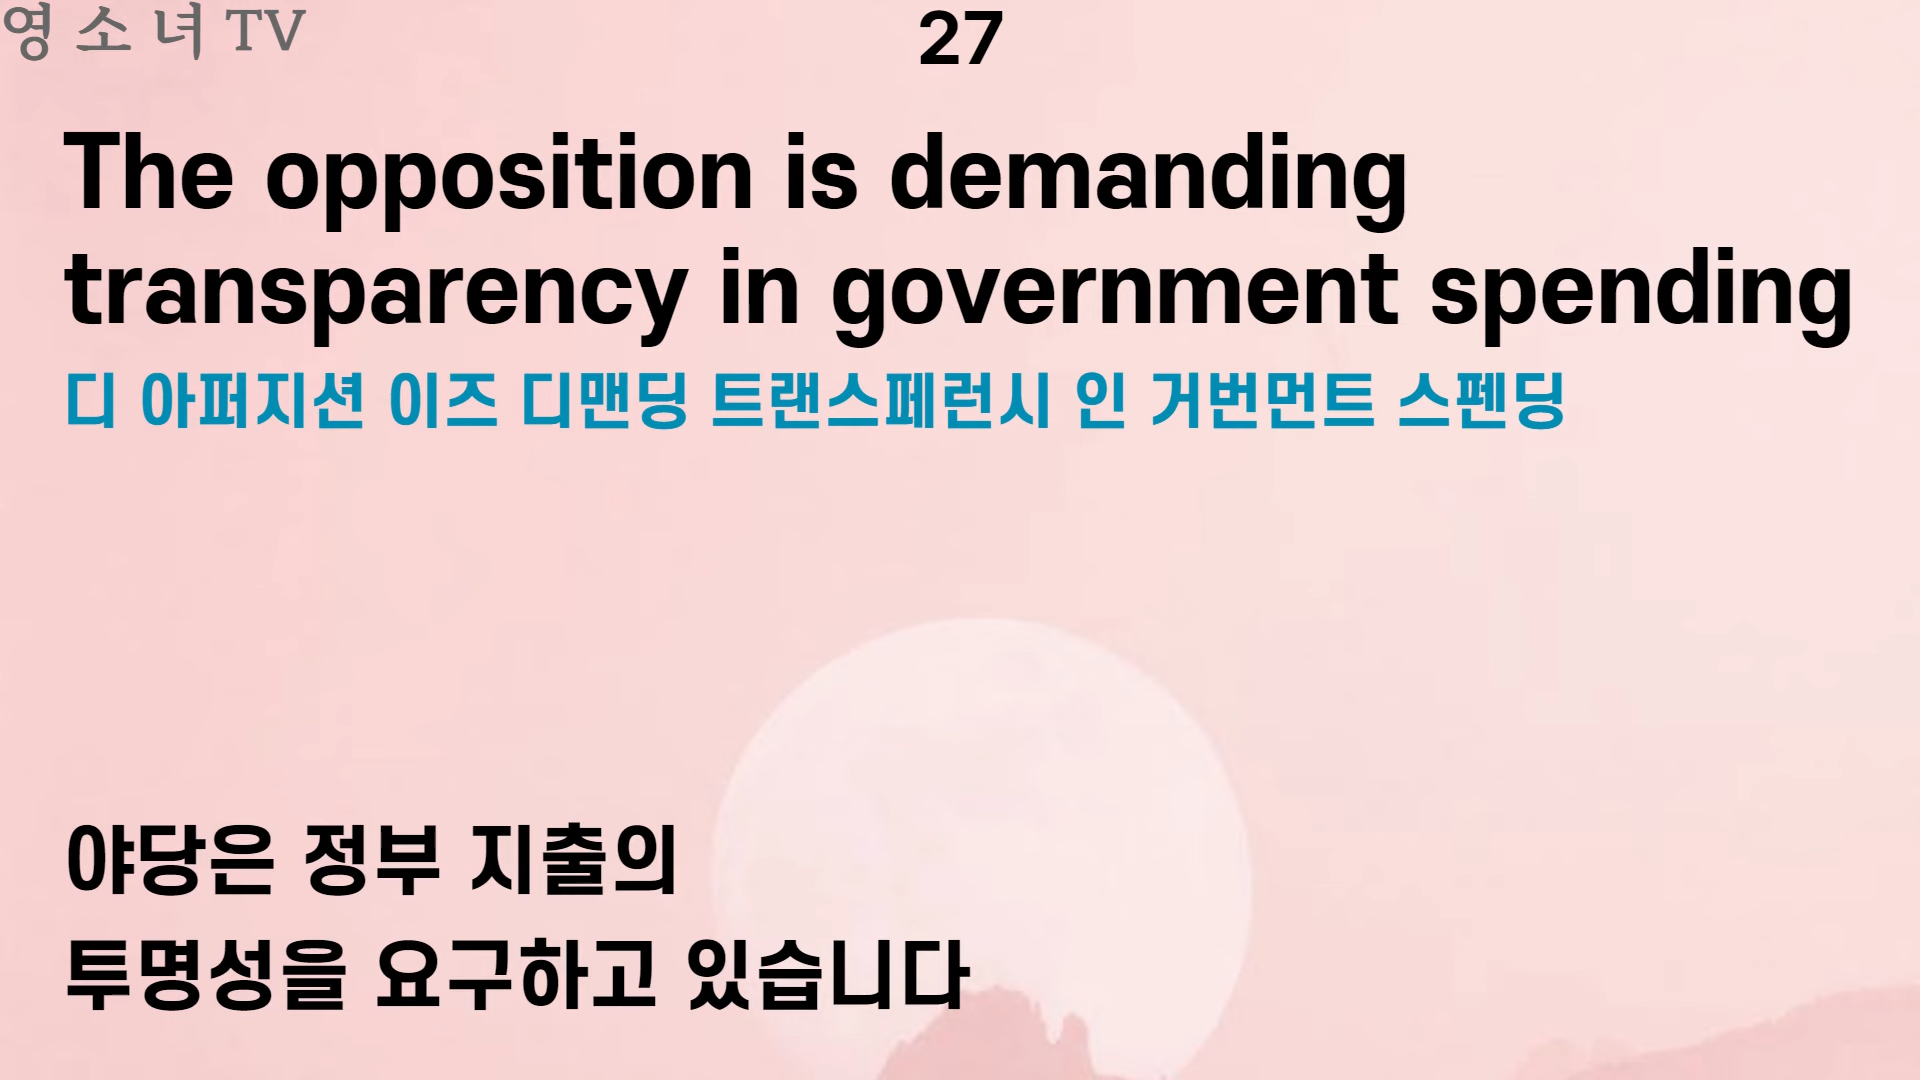 영소녀TV
27
The opposition is demanding
transparency in government spending
디 아퍼지션 이즈 디맨딩 트랜스페런시 인 거번먼트 스펜딩
야당은 정부 지출의
투명성을 요구하고 있습니다